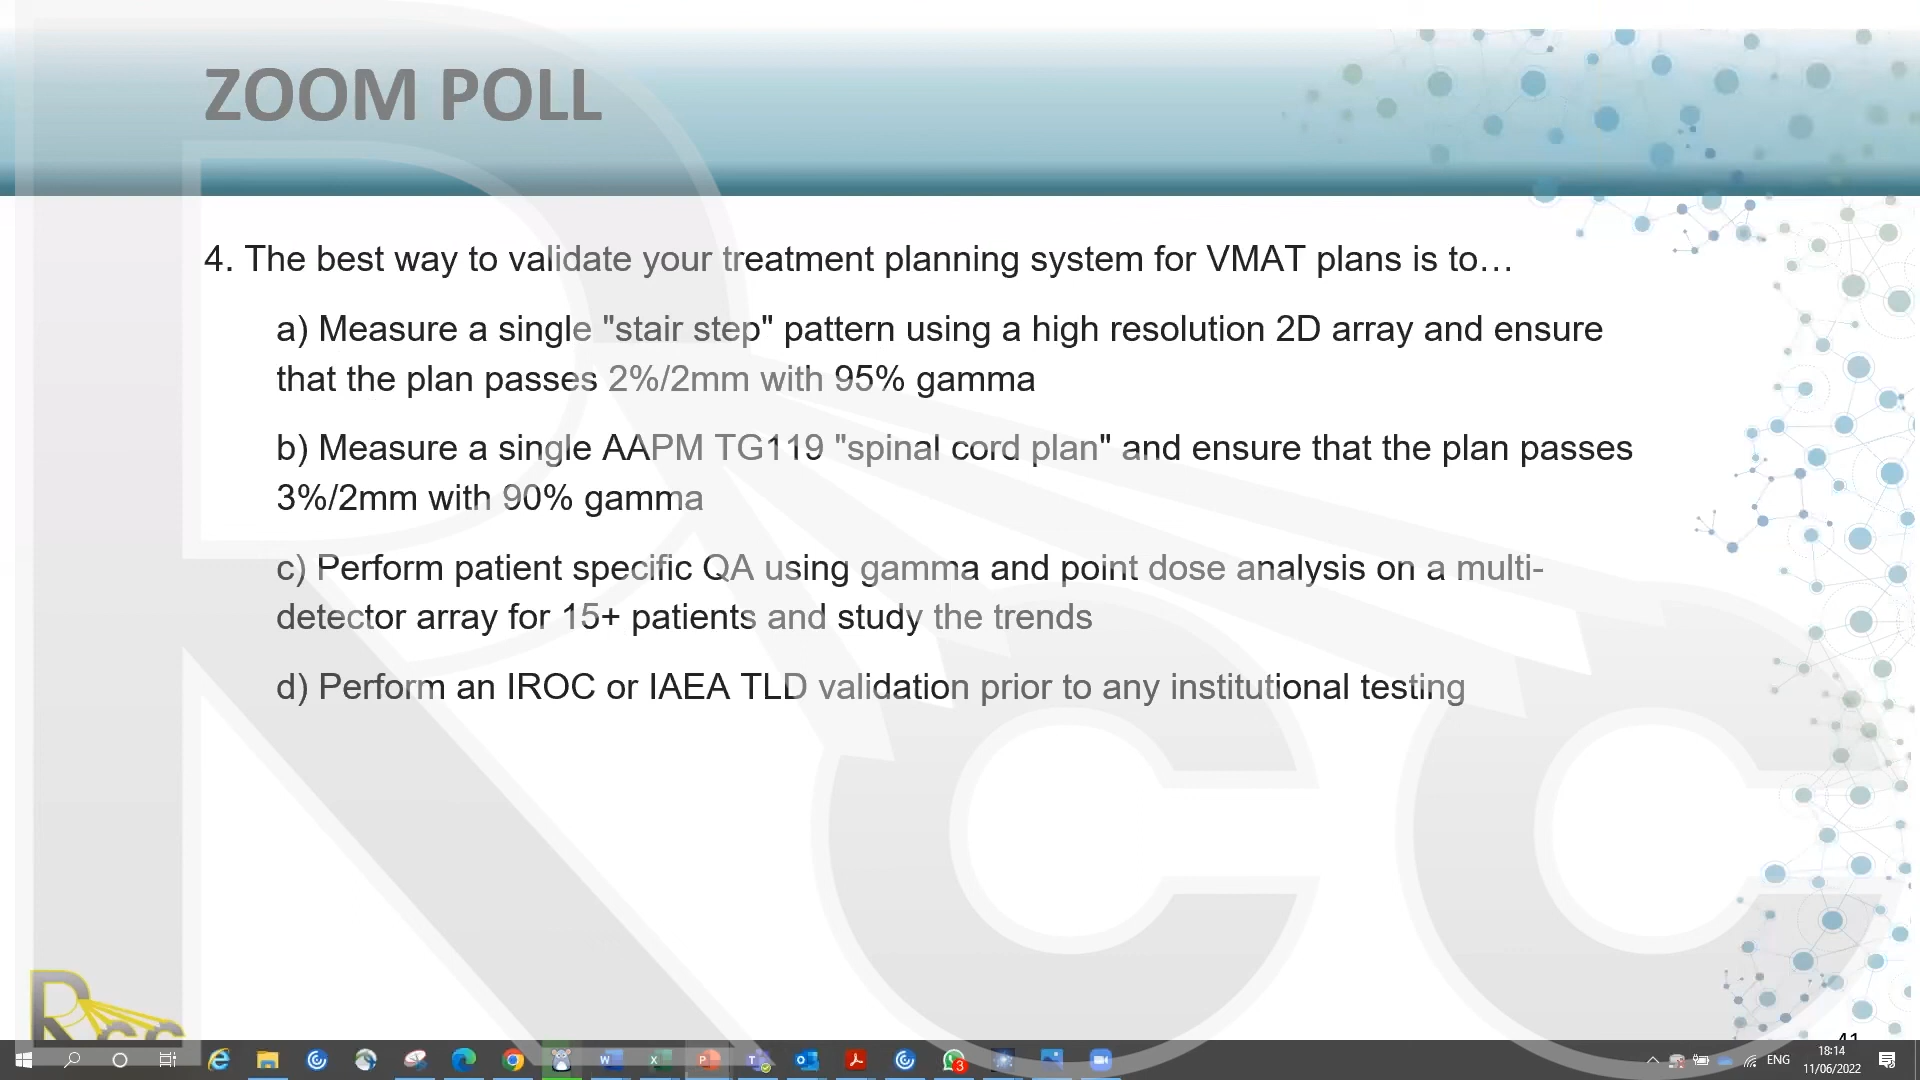 ZOOM POLL
4. The best way to validate your treatment planning system for VMAT plans is to…
a) Measure a single "stair step" pattern using a high resolution 2D array and ensure
that the plan passes 2%/2mm with 95% gamma
b) Measure a single AAPM TG119 "spinal cord plan" and ensure that the plan passes
3%/2mm with 90% gamma
c) Perform patient specific QA using gamma and point dose analysis on a multi-
detector array for 15+ patients and study the trends
d) Perform an IROC or IAEA TLD validation prior to any institutional testing
RCC
RCC
41
3
ENG
18:14
11/06/2022